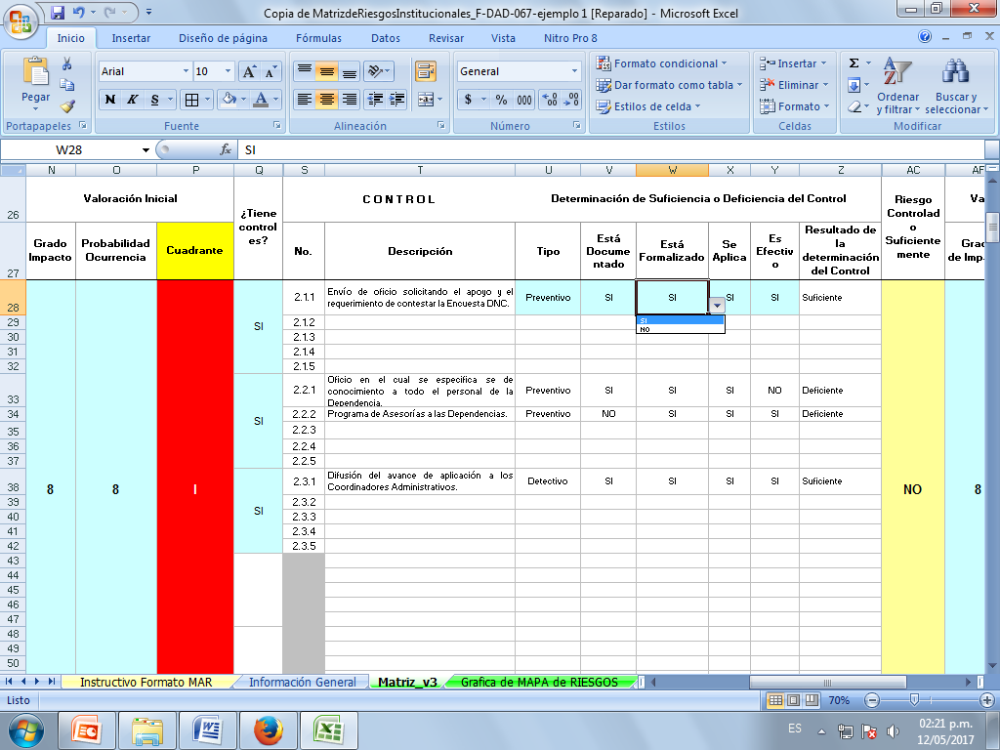 Copia de MatrizdeRiesgosInstitucionales_F-DAD-067-ejemplo 1 [Reparado] - Microsoft Excel
Inicio Insertar Diseño de página Fórmulas Datos Revisar Vista Nitro Pro 8
Pegar
Portapapeles
Arial 10
N K S
Fuente
Alineación
General
$ % 000
Número
Formato condicional
Dar formato como tabla
Estilos de celda
Estilos
Insertar
Eliminar
Formato
Celdas
Σ
Ordenar y filtrar
Buscar y seleccionar
Modificar
W28 fx SI
N O P Q S T U V W X Y Z AC AF
26 Valoración Inicial ¿Tiene controles? C O N T R O L Determinación de Suficiencia o Deficiencia del Control Riesgo Controlado Suficientemente Va
27 Grado Impacto Probabilidad Ocurrencia Cuadrante No. Descripción Tipo Está Documentado Está Formalizado Se Aplica Es Efectivo Resultado de la determinación del Control Grad de Impa
28 2.1.1 Envío de oficio solicitando el apoyo y el requerimiento de contestar la Encuesta DNC. Preventivo SI SI SI SI Suficiente
SI
NO
29 SI 2.1.2
30 2.1.3
31 2.1.4
32 2.1.5
33 2.2.1 Oficio en el cual se especifica se de conocimiento a todo el personal de la Dependencia. Preventivo SI SI SI NO Deficiente
34 SI 2.2.2 Programa de Asesorías a las Dependencias. Preventivo NO SI SI SI Deficiente
35 2.2.3
36 2.2.4
37 2.2.5
38 8 8 I 2.3.1 Difusión del avance de aplicación a los Coordinadores Administrativos. Detectivo SI SI SI SI Suficiente NO 8
39 SI 2.3.2
40 2.3.3
41 2.3.4
42 2.3.5
43
44
45
46
47
48
49
50
Instructivo Formato MAR Información General Matriz_v3 Grafica de MAPA de RIESGOS
Listo 70%
ES 02:21 p.m.
12/05/2017